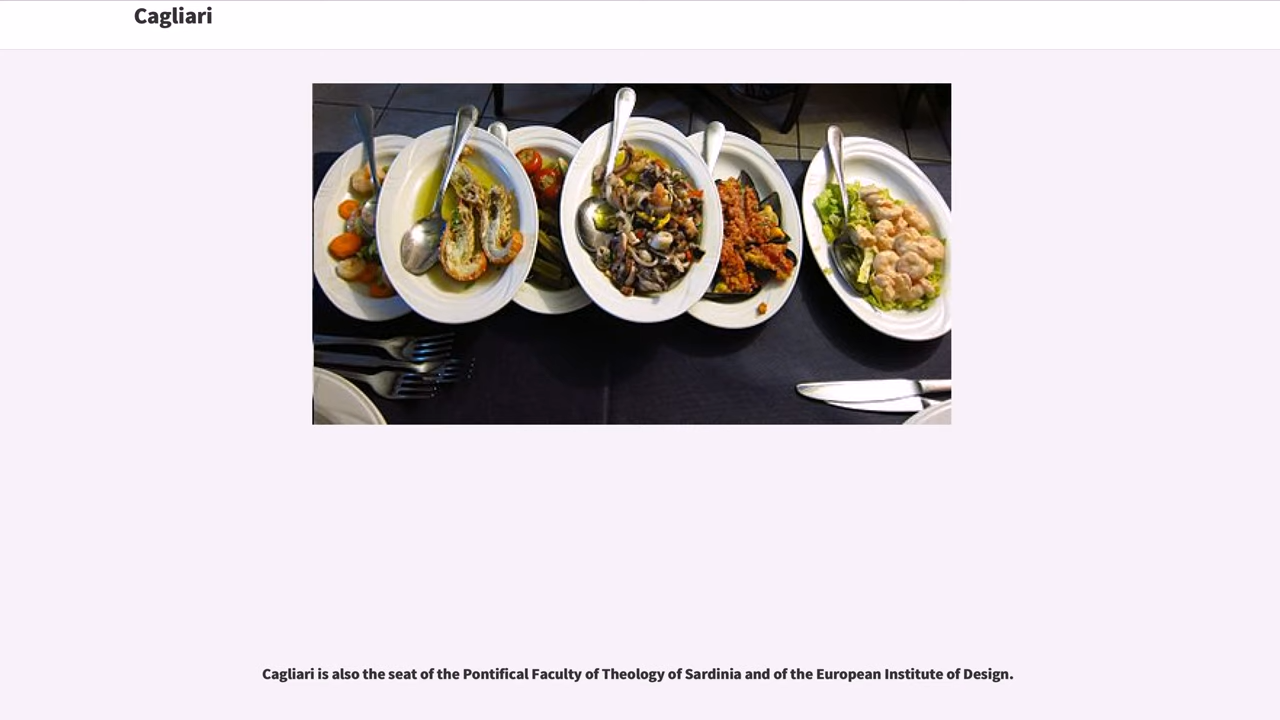 Cagliari
Cagliari is also the seat of the Pontifical Faculty of Theology of Sardinia and of the European Institute of Design.